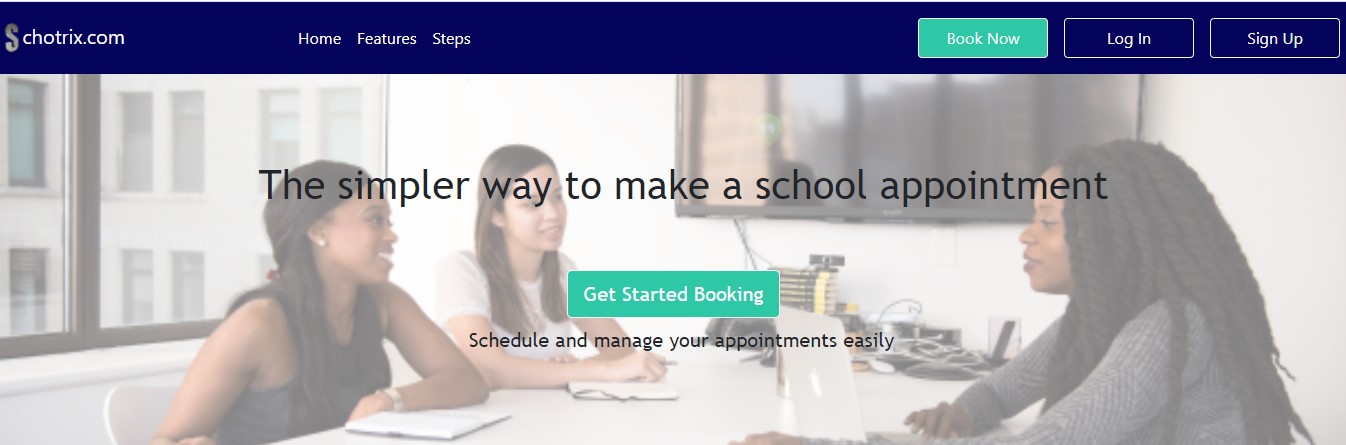 Schotrix.com
Home Features Steps
Book Now Log In Sign Up
The simpler way to make a school appointment
Get Started Booking
Schedule and manage your appointments easily